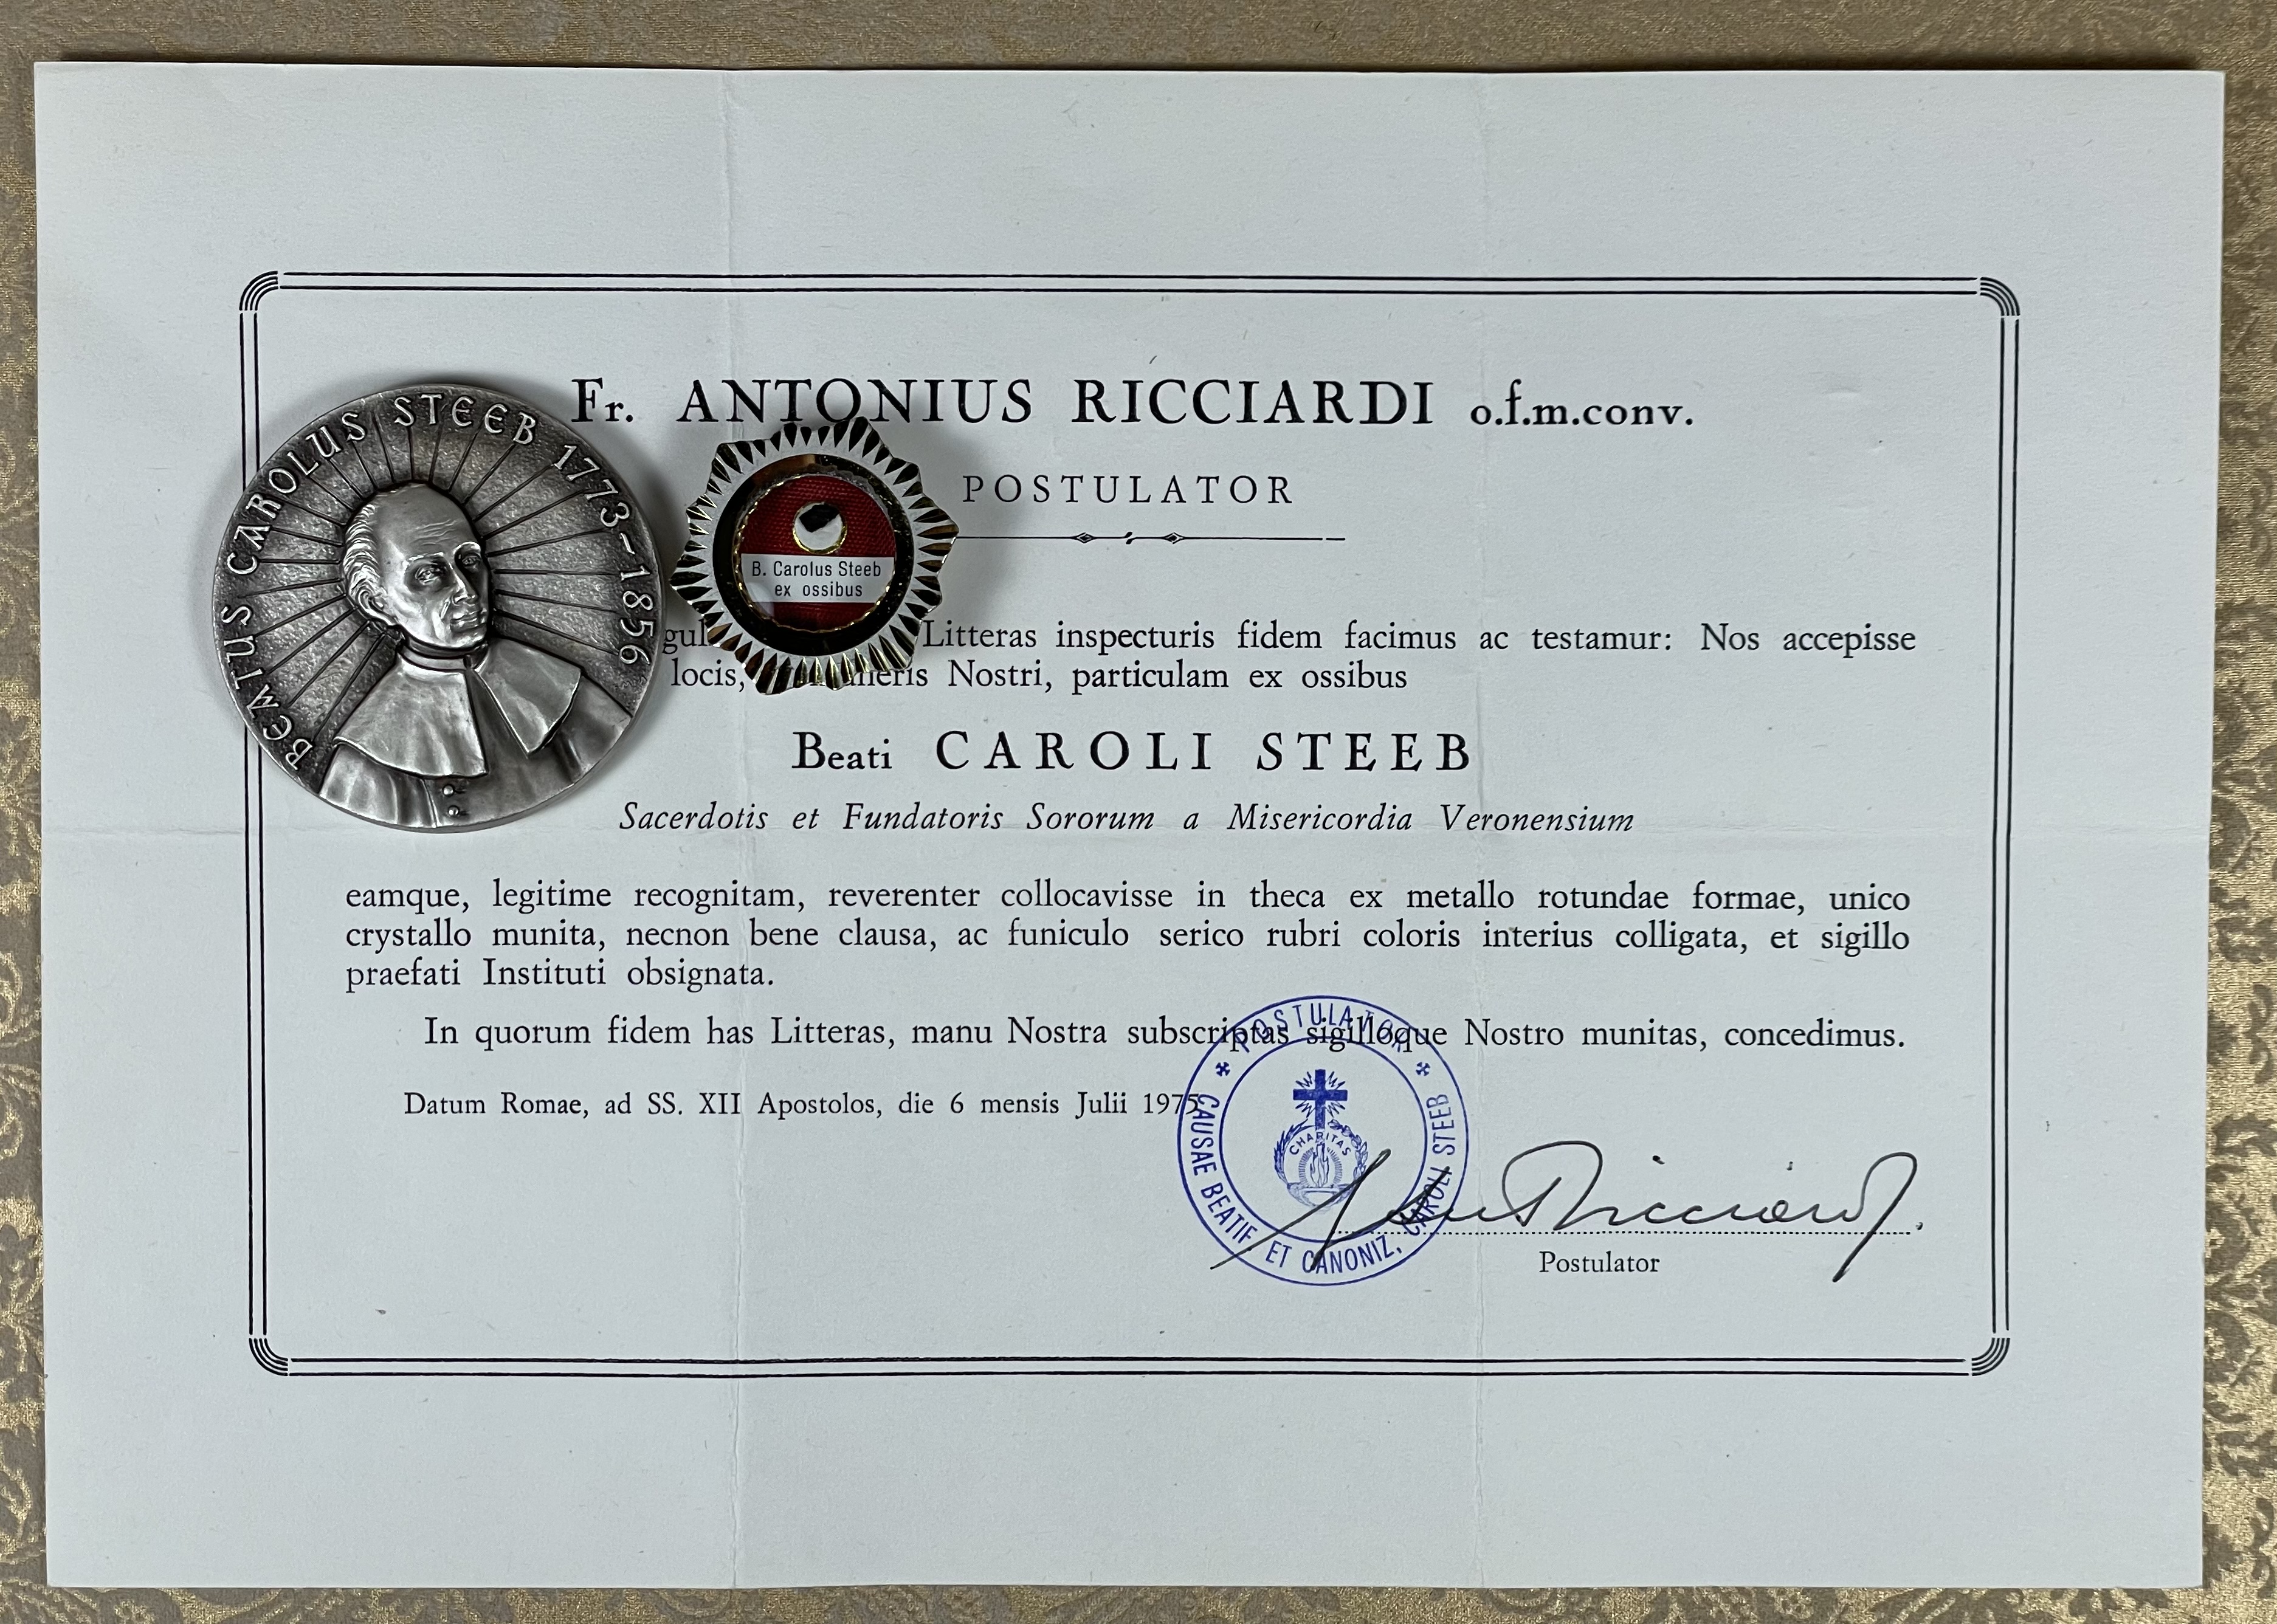 Fr. ANTONIUS RICCIARDI o.f.m.conv.
POSTULATOR
BEATUS CAROLUS STEEB 1773-1856
B. Carolus Steeb
ex ossibus
Litteras inspecturis fidem facimus ac testamur: Nos accepisse
locis, Nostri, particulam ex ossibus
Beati CAROLI STEEB
Sacerdotis et Fundatoris Sororum a Misericordia Veronensium
eamque, legitime recognitam, reverenter collocavisse in theca ex metallo rotundae formae, unico
crystallo munita, necnon bene clausa, ac funiculo serico rubri coloris interius colligata, et sigillo
praefati Instituti obsignata.
In quorum fidem has Litteras, manu Nostra subscriptas sigilloque Nostro munitas, concedimus.
Datum Romae, ad SS. XII Apostolos, die 6 mensis Julii 1975
POSTULATOR
CAUSAE BEATIF ET CANONIZ, CAROLI STEEB
CHARITAS
Ricciardi
Postulator